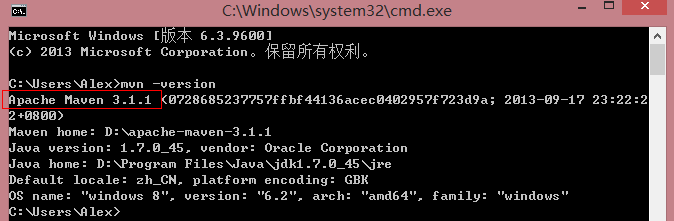 C:\Windows\system32\cmd.exe
Microsoft Windows [版本 6.3.9600]
(c) 2013 Microsoft Corporation。保留所有权利。
C:\Users\Alex>mvn -version
Apache Maven 3.1.1 (0728685237757ffbf44136acec0402957f723d9a; 2013-09-17 23:22:2
2+0800)
Maven home: D:\apache-maven-3.1.1
Java version: 1.7.0_45, vendor: Oracle Corporation
Java home: D:\Program Files\Java\jdk1.7.0_45\jre
Default locale: zh_CN, platform encoding: GBK
OS name: "windows 8", version: "6.2", arch: "amd64", family: "windows"
C:\Users\Alex>